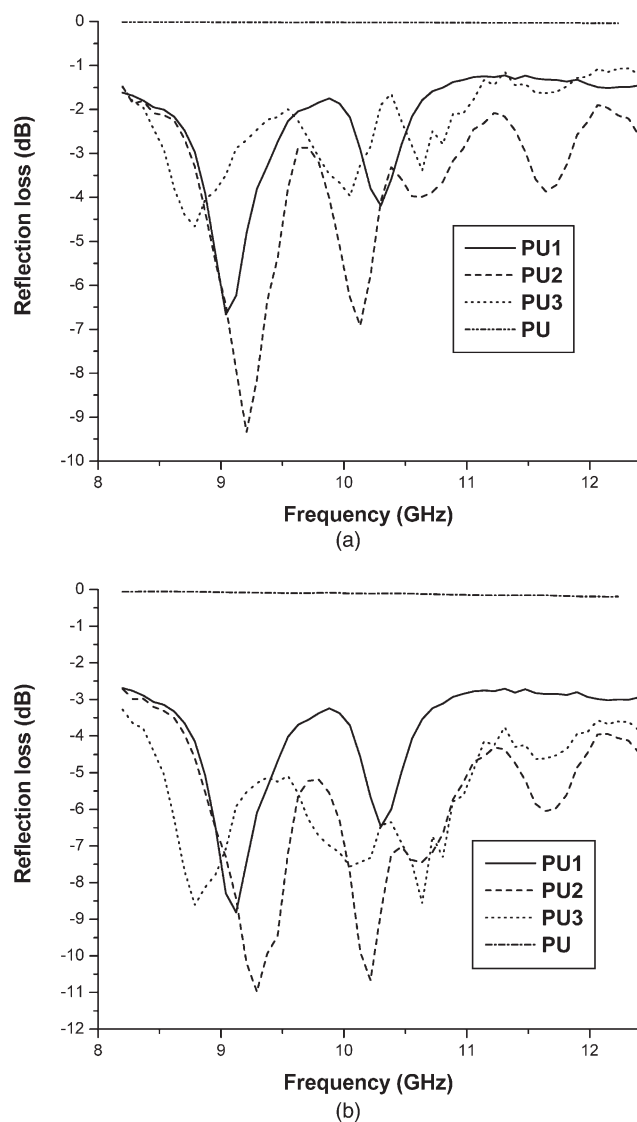 0
-1
-2
-3
-4
-5
-6
-7
-8
-9
-10
Reflection loss (dB)
PU1
PU2
PU3
PU
8 9 10 11 12
Frequency (GHz)
(a)
0
-1
-2
-3
-4
-5
-6
-7
-8
-9
-10
-11
-12
Reflection loss (dB)
PU1
PU2
PU3
PU
8 9 10 11 12
Frequency (GHz)
(b)